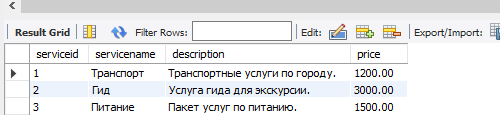 Result Grid Filter Rows: Edit: Export/Import:
serviceid servicename description price
1 Транспорт Транспортные услуги по городу. 1200.00
2 Гид Услуга гида для экскурсии. 3000.00
3 Питание Пакет услуг по питанию. 1500.00